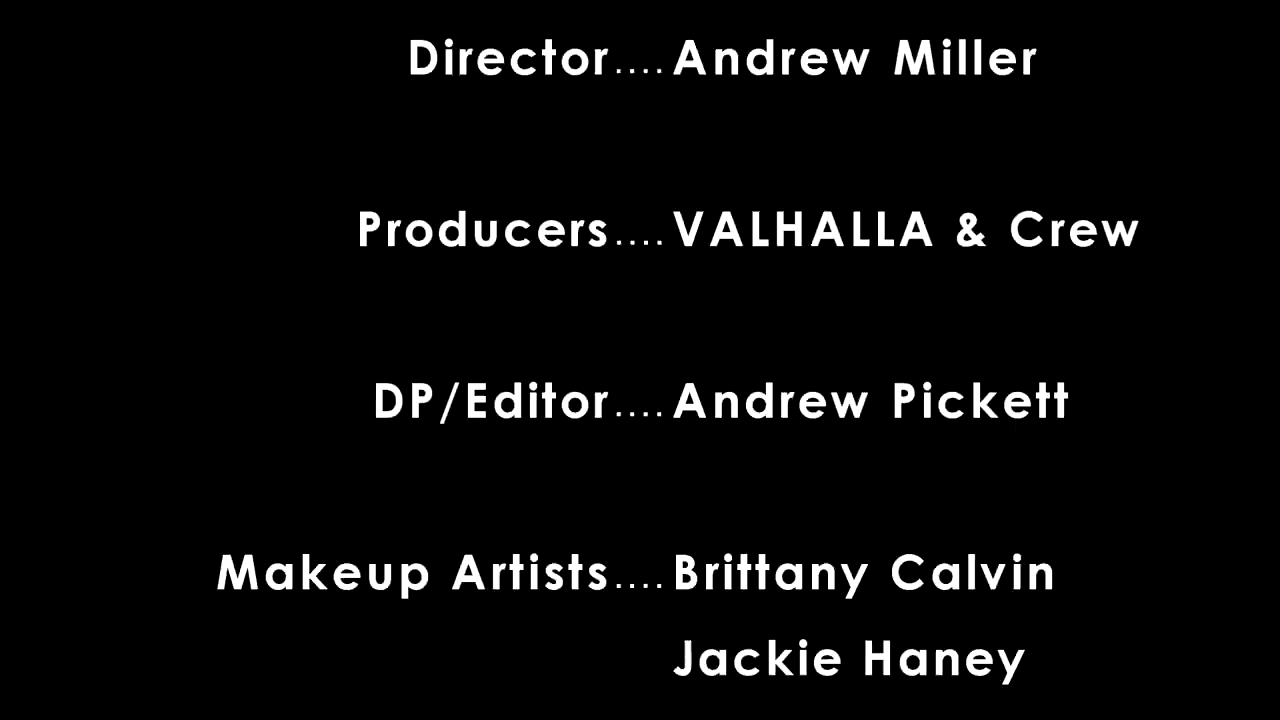 Director....Andrew Miller
Producers....VALHALLA & Crew
DP/Editor....Andrew Pickett
Makeup Artists....Brittany Calvin
Jackie Haney